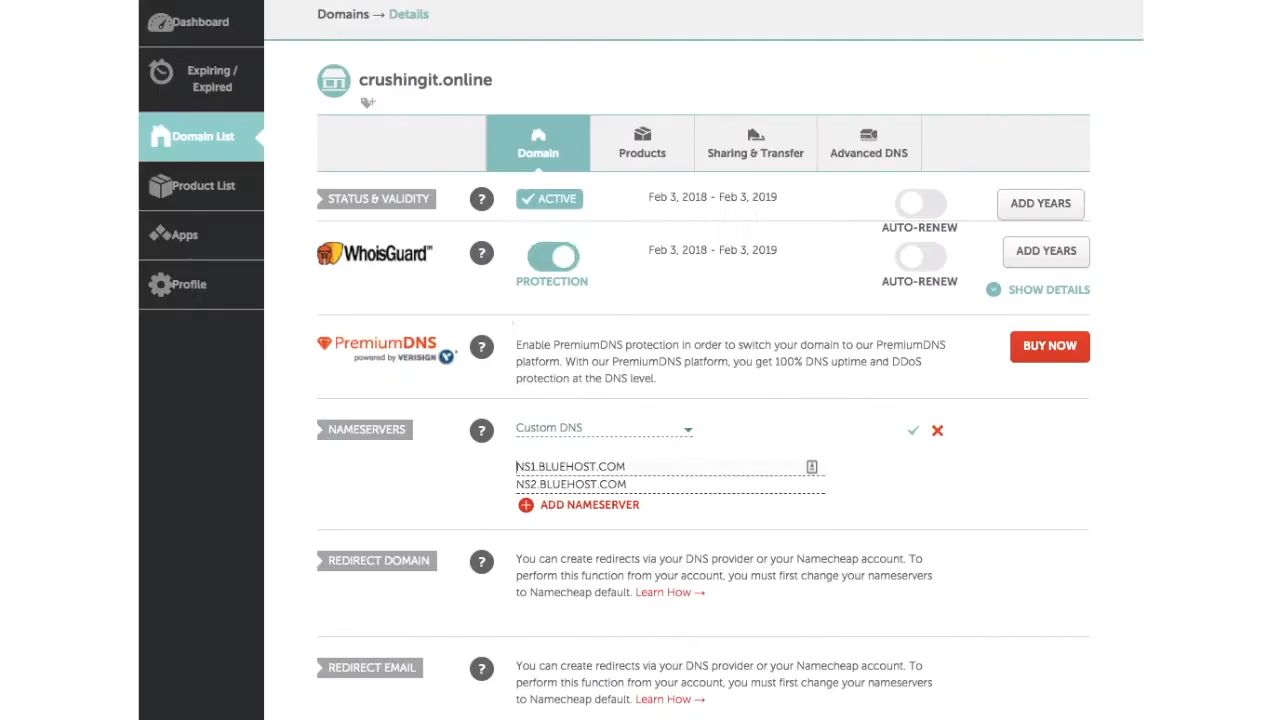 Domains → Details
Dashboard
Expiring /
Expired
Domain List
Product List
Apps
Profile
crushingit.online
Domain
Products
Sharing & Transfer
Advanced DNS
STATUS & VALIDITY
?
ACTIVE
Feb 3, 2018 - Feb 3, 2019
AUTO-RENEW
ADD YEARS
WhoisGuard™
?
PROTECTION
Feb 3, 2018 - Feb 3, 2019
AUTO-RENEW
ADD YEARS
SHOW DETAILS
PremiumDNS
powered by VERISIGN
?
Enable PremiumDNS protection in order to switch your domain to our PremiumDNS
platform. With our PremiumDNS platform, you get 100% DNS uptime and DDoS
protection at the DNS level.
BUY NOW
NAMESERVERS
?
Custom DNS
NS1.BLUEHOST.COM
NS2.BLUEHOST.COM
ADD NAMESERVER
REDIRECT DOMAIN
?
You can create redirects via your DNS provider or your Namecheap account. To
perform this function from your account, you must first change your nameservers
to Namecheap default. Learn How →
REDIRECT EMAIL
?
You can create redirects via your DNS provider or your Namecheap account. To
perform this function from your account, you must first change your nameservers
to Namecheap default. Learn How →